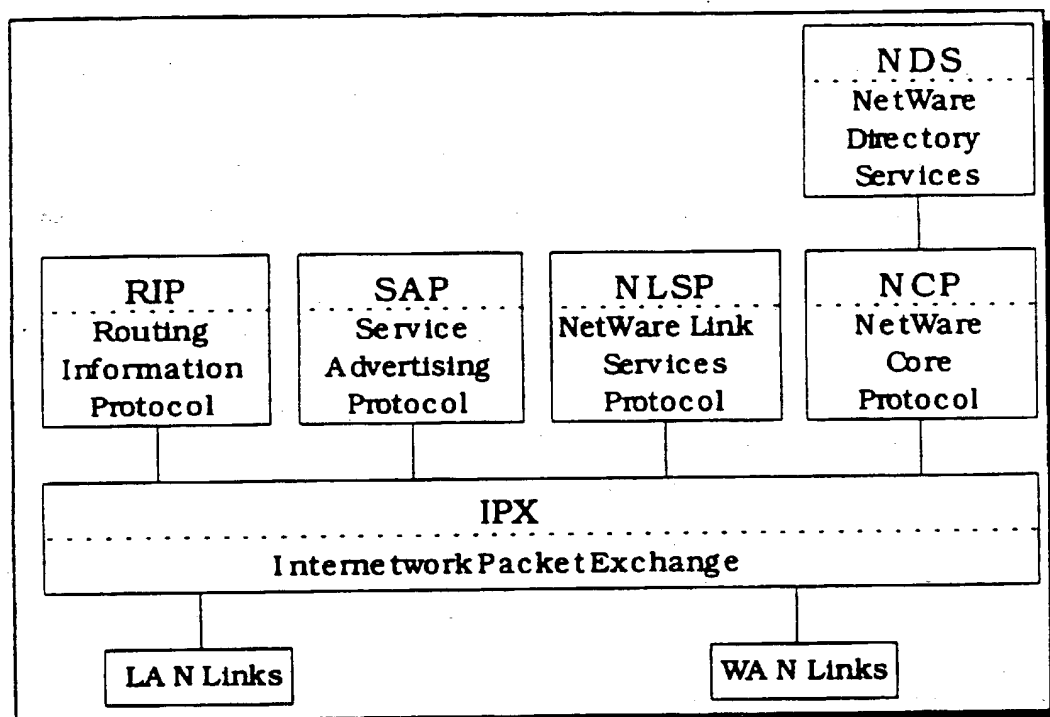 NDS
NetWare
Directory
Services
RIP
Routing
Information
Protocol
SAP
Service
Advertising
Protocol
NLSP
NetWare Link
Services
Protocol
NCP
NetWare
Core
Protocol
IPX
Internetwork Packet Exchange
LAN Links
WAN Links